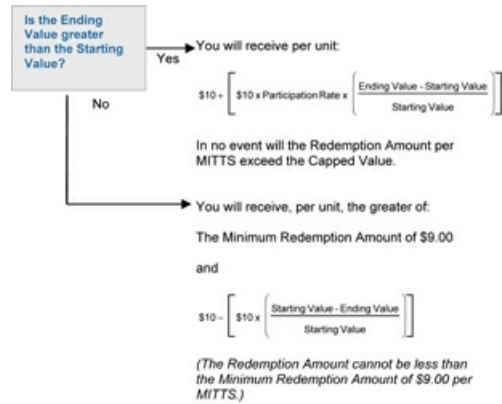 Is the Ending
Value greater
than the Starting
Value?
Yes
You will receive per unit:
$10 + [ $10 x Participation Rate x ( Ending Value - Starting Value
Starting Value ) ]
No
In no event will the Redemption Amount per
MITTS exceed the Capped Value.
You will receive, per unit, the greater of:
The Minimum Redemption Amount of $9.00
and
$10 – [ $10 x ( Starting Value - Ending Value
Starting Value ) ]
(The Redemption Amount cannot be less than
the Minimum Redemption Amount of $9.00 per
MITTS.)